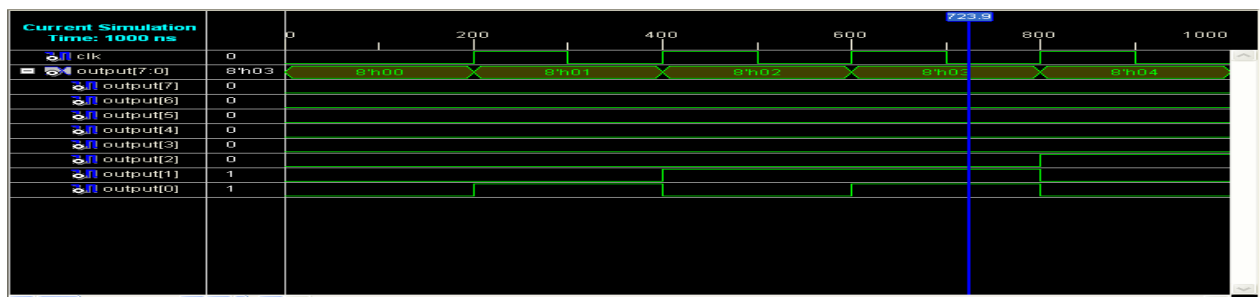 723.9
Current Simulation
Time: 1000 ns
0 200 400 600 800 1000
clk 0
output[7:0] 8'h03 8'h00 8'h01 8'h02 8'h03 8'h04
output[7] 0
output[6] 0
output[5] 0
output[4] 0
output[3] 0
output[2] 0
output[1] 1
output[0] 1